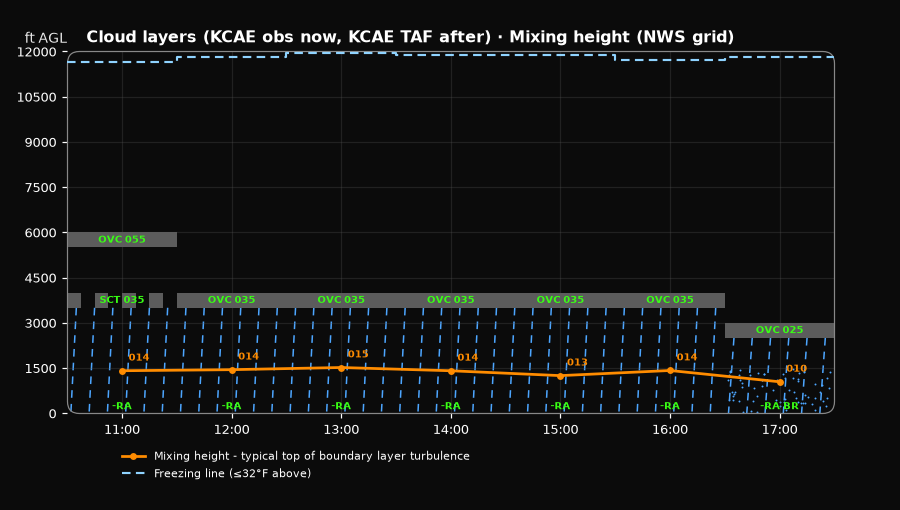 ft AGL
Cloud layers (KCAE obs now, KCAE TAF after) · Mixing height (NWS grid)
12000
10500
9000
7500
6000
4500
3000
1500
0
OVC 055
SCT 035
OVC 035
OVC 035
OVC 035
OVC 035
OVC 035
OVC 025
014
014
015
014
013
014
010
-RA
-RA
-RA
-RA
-RA
-RA
-RA BR
11:00
12:00
13:00
14:00
15:00
16:00
17:00
Mixing height - typical top of boundary layer turbulence
Freezing line (≤32°F above)